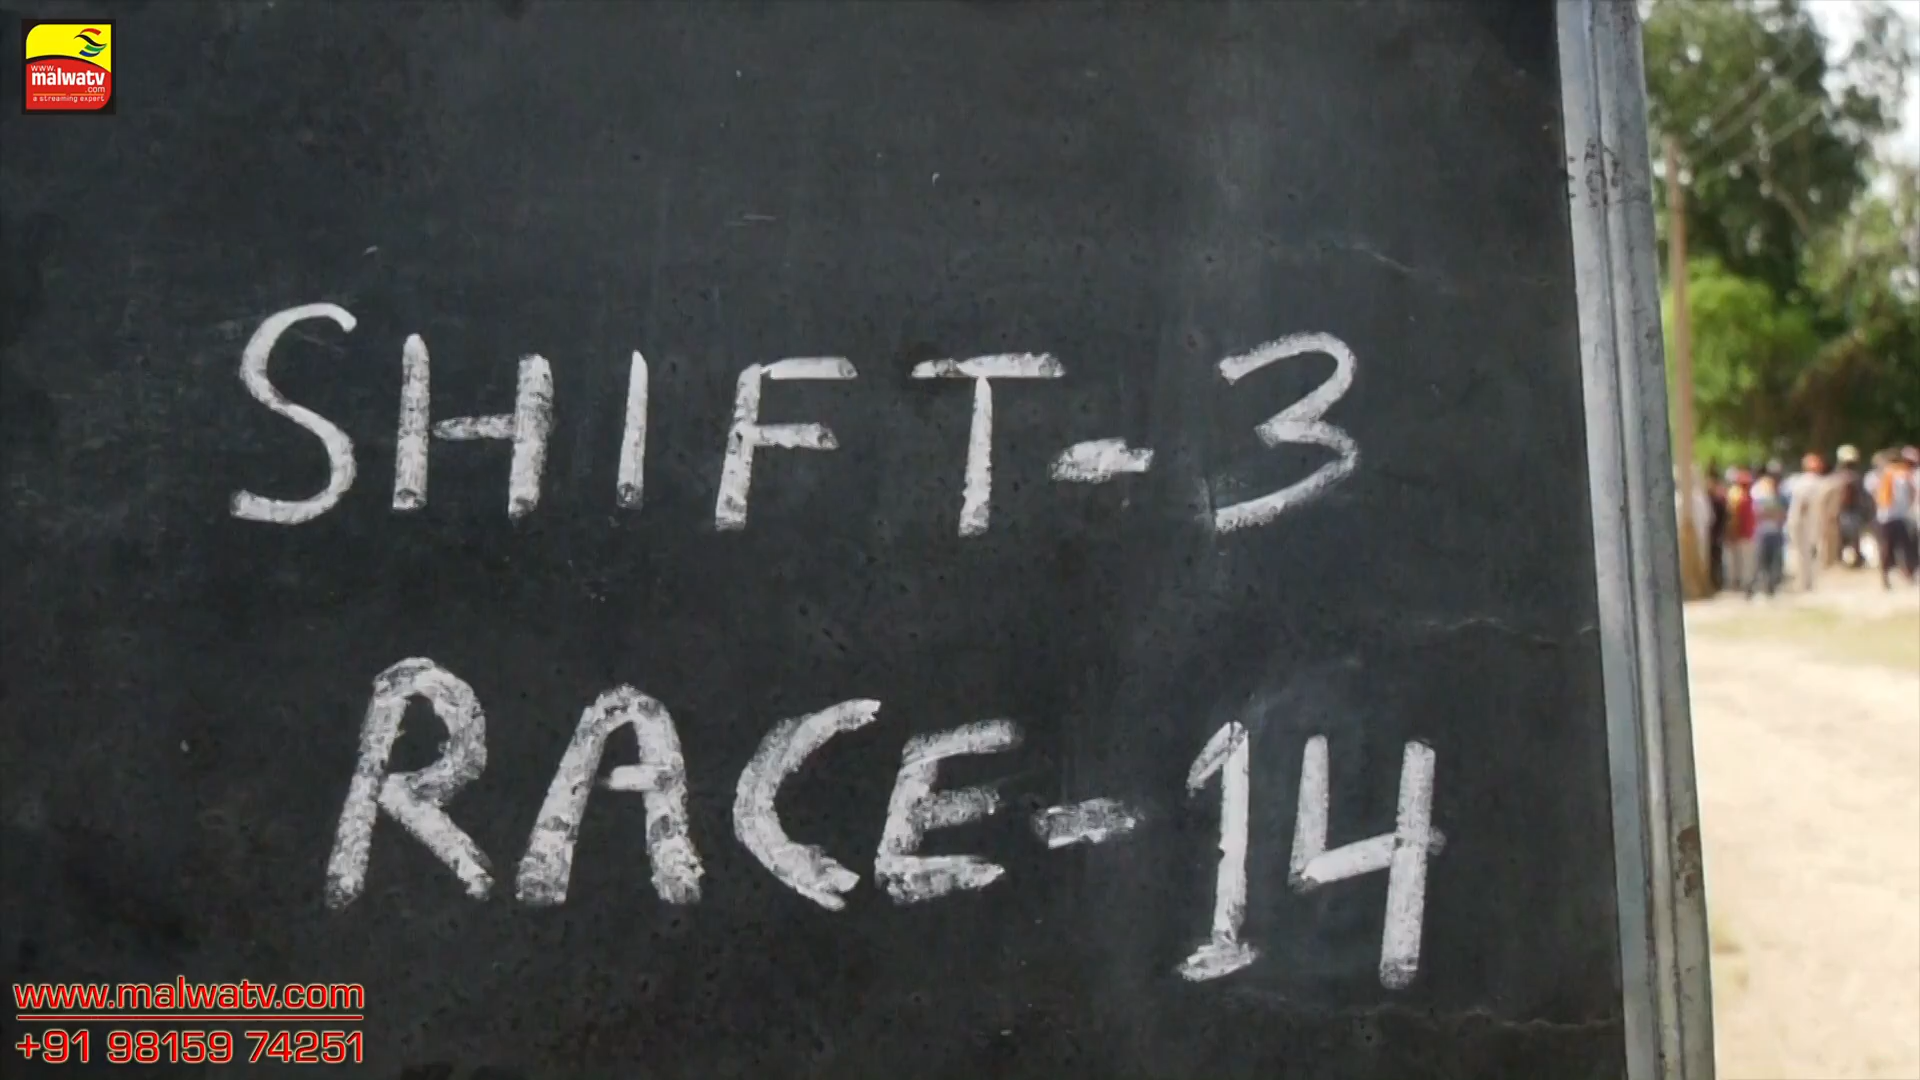 www.
malwatv
.com
a streaming expert
SHIFT-3
RACE-14
www.malwatv.com
+91 98159 74251